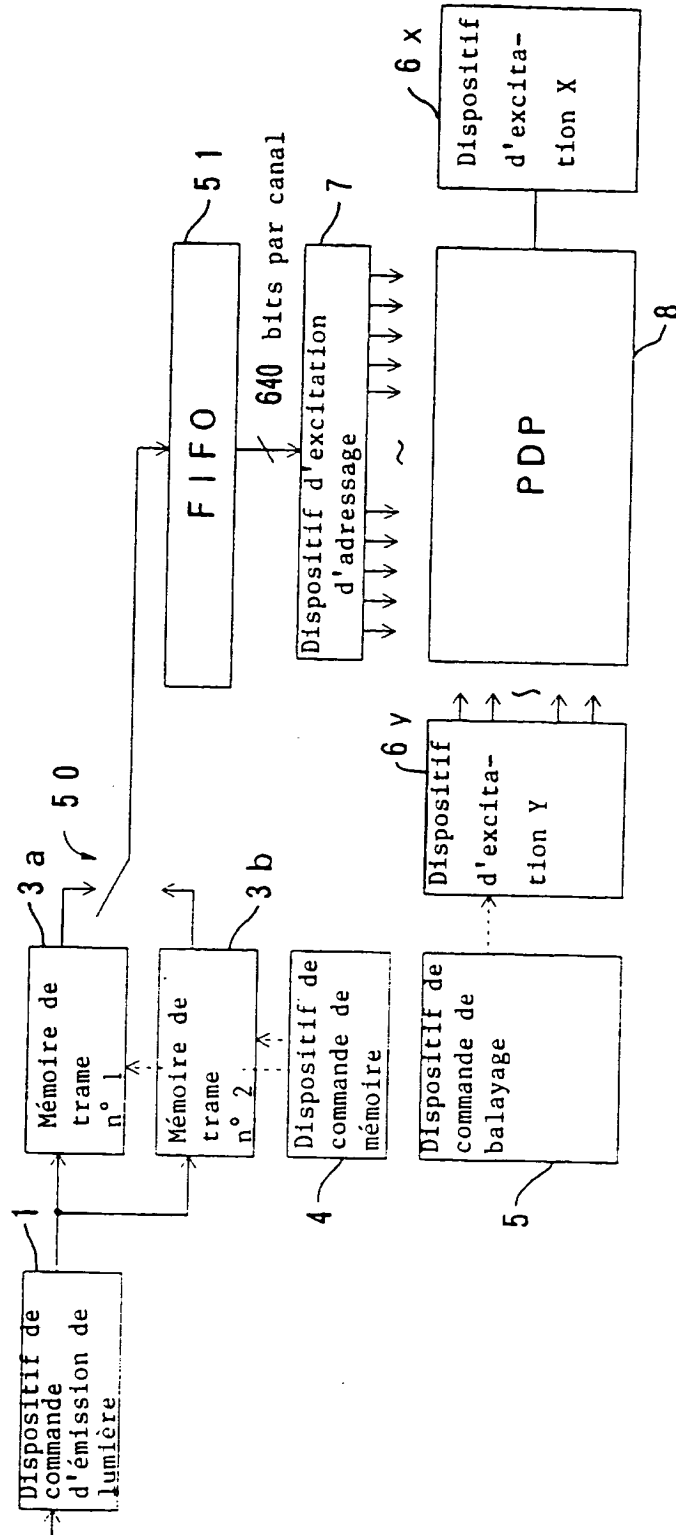 1
Dispositif de
commande
d'émission de
lumière
3 a
Mémoire de
trame
n° 1
5 0
3 b
Mémoire de
trame
n° 2
Dispositif de
commande de
mémoire
4
Dispositif de
commande de
balayage
5
5 1
FIFO
640 bits par canal
7
Dispositif d'excitation
d'adressage
6 y
Dispositif
d'excita-
tion Y
PDP
8
6 x
Dispositif
d'excita-
tion X